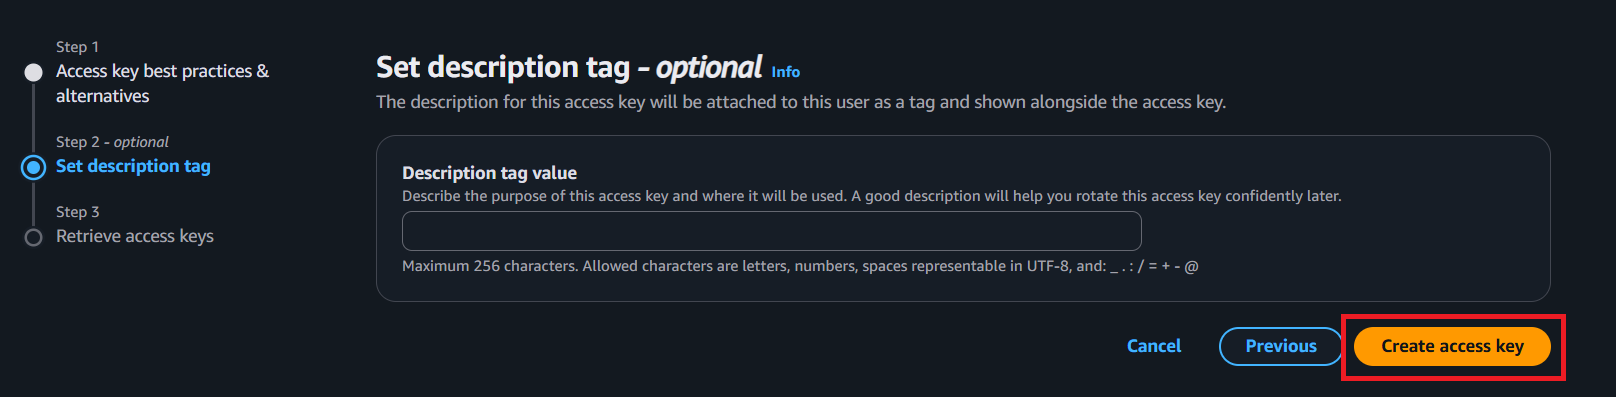 Step 1
Access key best practices &
alternatives
Step 2 - optional
Set description tag
Step 3
Retrieve access keys
Set description tag - optional Info
The description for this access key will be attached to this user as a tag and shown alongside the access key.
Description tag value
Describe the purpose of this access key and where it will be used. A good description will help you rotate this access key confidently later.
Maximum 256 characters. Allowed characters are letters, numbers, spaces representable in UTF-8, and: _ . : / = + - @
Cancel Previous Create access key